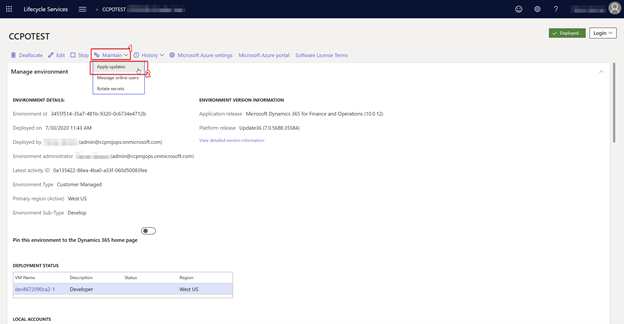 Lifecycle Services > CCPOTEST
CCPOTEST
Deployed Login
Deallocate Edit Stop Maintain History Microsoft Azure settings Microsoft Azure portal Software License Terms
Apply updates
Message online users
Rotate secrets
Manage environment
ENVIRONMENT DETAILS: ENVIRONMENT VERSION INFORMATION
Environment id 3455f514-35a7-481b-9320-0c6734e4712b Application release Microsoft Dynamics 365 for Finance and Operations (10.0.12)
Deployed on 7/30/2020 11:43 AM Platform release Update36 (7.0.5688.35584)
Deployed by (admin@ccprojops.onmicrosoft.com) View detailed version information
Environment administrator (admin@ccprojops.onmicrosoft.com)
Latest activity ID 0a135422-86ea-4ba0-a33f-060d50083fee
Environment Type Customer Managed
Primary region (Active) West US
Environment Sub-Type Develop
Pin this environment to the Dynamics 365 home page
DEPLOYMENT STATUS
VM Name Description Status Region
dev8672090ca2-1 Developer West US
LOCAL ACCOUNTS